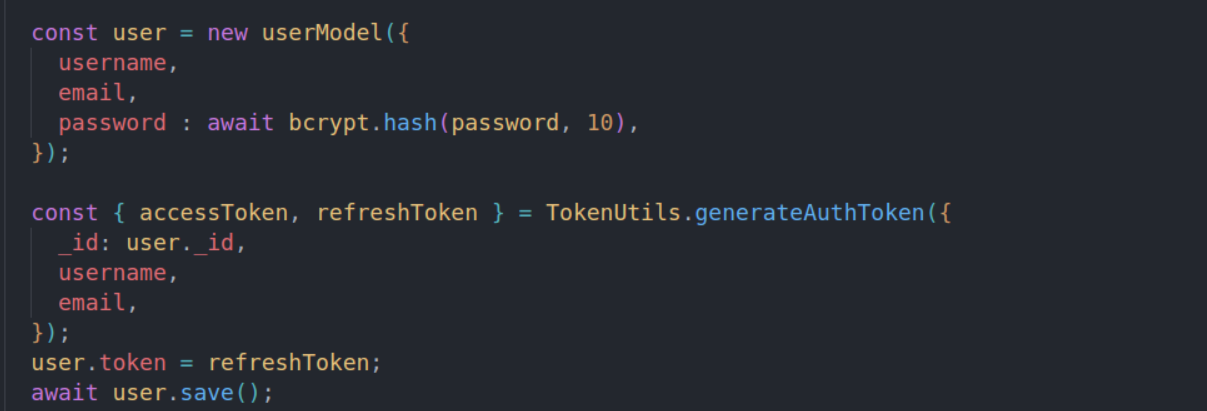 const user = new userModel({
  username,
  email,
  password : await bcrypt.hash(password, 10),
});

const { accessToken, refreshToken } = TokenUtils.generateAuthToken({
  _id: user._id,
  username,
  email,
});
user.token = refreshToken;
await user.save();